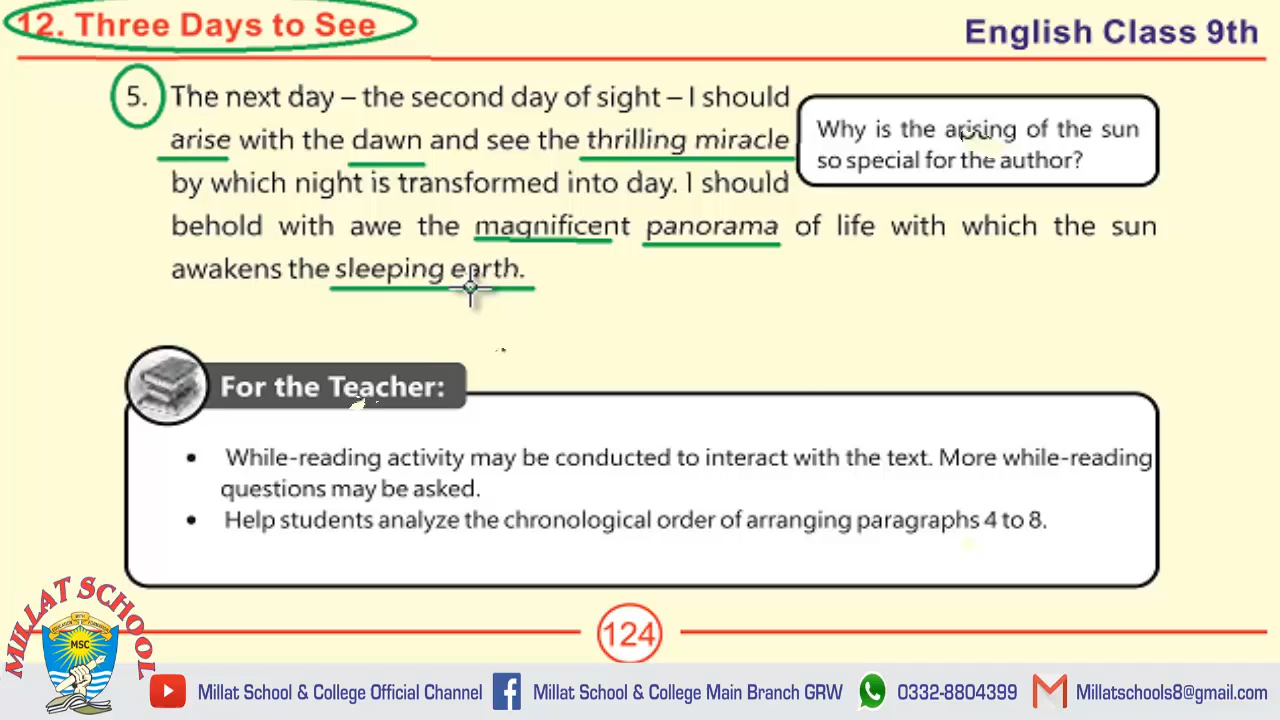 12. Three Days to See
English Class 9th
5. The next day – the second day of sight – I should
arise with the dawn and see the thrilling miracle
by which night is transformed into day. I should
behold with awe the magnificent panorama of life with which the sun
awakens the sleeping earth.
Why is the arising of the sun
so special for the author?
For the Teacher:
• While-reading activity may be conducted to interact with the text. More while-reading
questions may be asked.
• Help students analyze the chronological order of arranging paragraphs 4 to 8.
124
MILLAT SCHOOL
MSC
Millat School & College Official Channel
Millat School & College Main Branch GRW
0332-8804399
Millatschools8@gmail.com